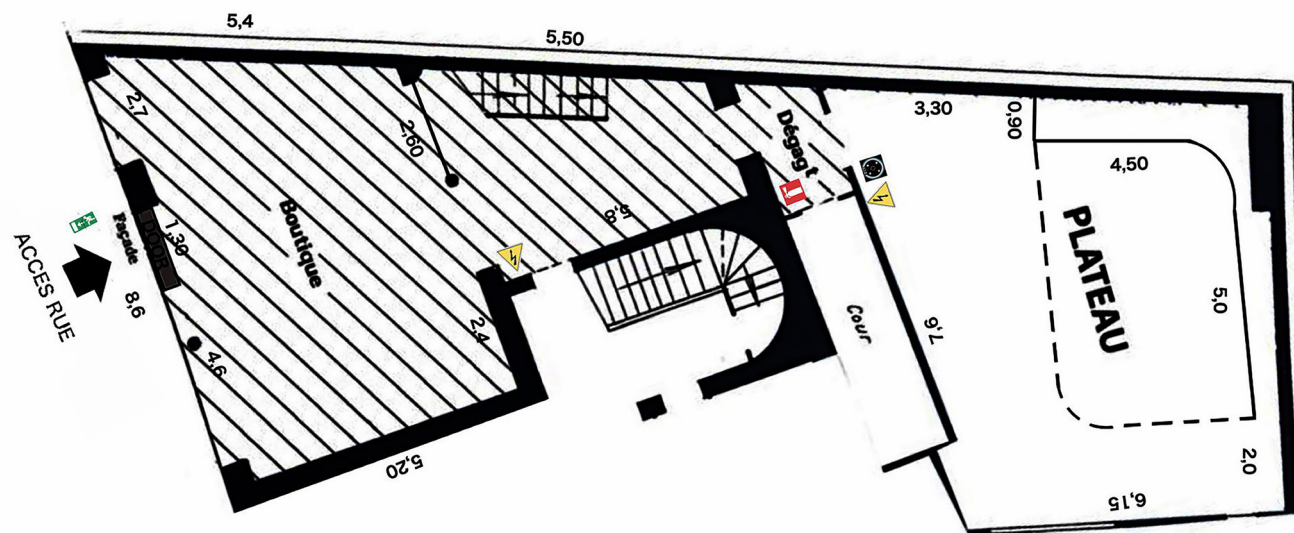 5,4
5,50
2,7
2,60
Dégagt
3,30
0,90
4,50
5,8
Façade
DOOR
1,30
Boutique
ACCES RUE
8,6
4,6
2,4
Cour
7,6
PLATEAU
5,0
5,20
2,0
6,15